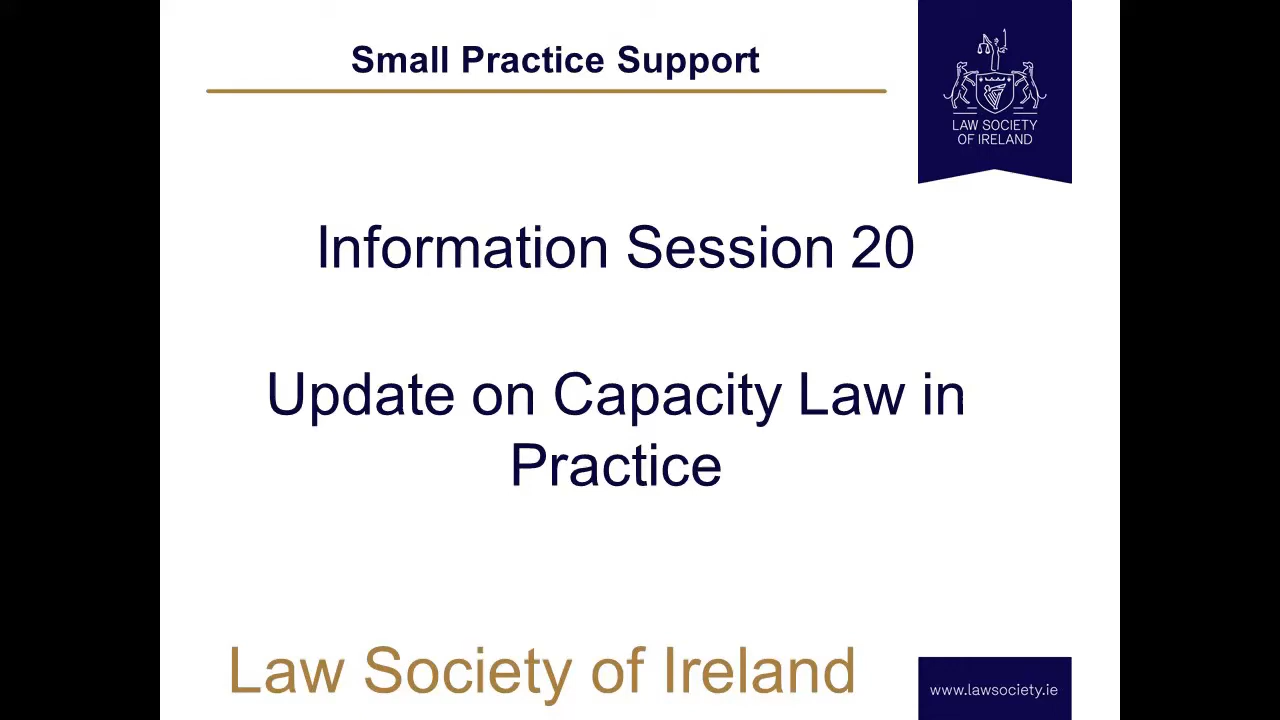 Small Practice Support
LAW SOCIETY
OF IRELAND
Information Session 20
Update on Capacity Law in
Practice
Law Society of Ireland
www.lawsociety.ie